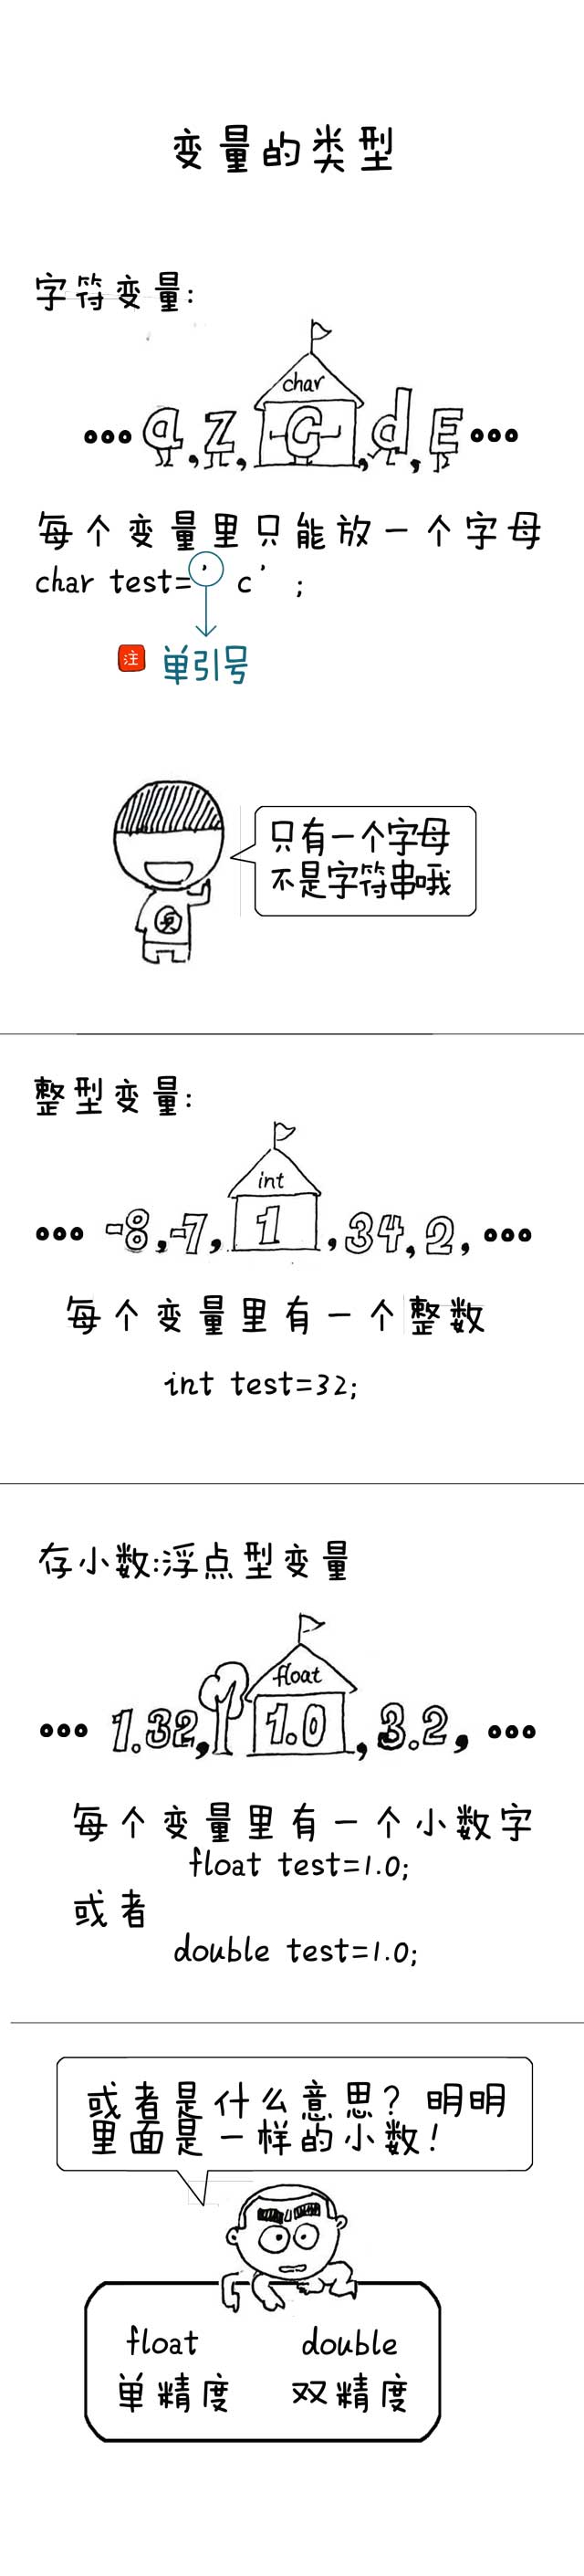 变量的类型
字符变量:
char
••• a, z, C, d, E •••
每个变量里只能放一个字母
char test=’c’;
注 单引号
只有一个字母
不是字符串哦
兵
整型变量:
int
••• -8,-7, 1 ,34,2, •••
每个变量里有一个整数
int test=32;
存小数:浮点型变量
float
••• 1.32, 1.0 , 3.2, •••
每个变量里有一个小数字
float test=1.0;
或者
double test=1.0;
或者是什么意思? 明明
里面是一样的小数!
float double
单精度 双精度